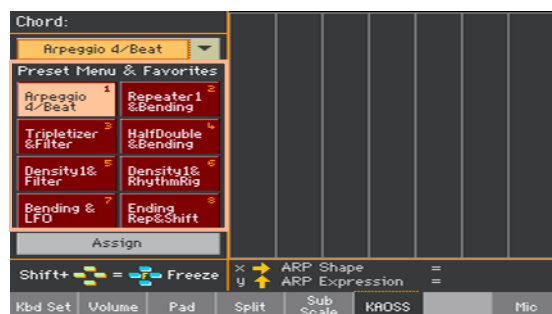 Chord:
Arpeggio 4/Beat
Preset Menu & Favorites
Arpeggio 4/Beat 1
Repeater1 &Bending 2
Tripletizer &Filter 3
HalfDouble &Bending 4
Density1& Filter 5
Density1& RhythmRig 6
Bending & LFO 7
Ending Rep&Shift 8
Assign
Shift+ = F Freeze
x ARP Shape =
y ARP Expression =
Kbd Set Volume Pad Split Sub Scale KAOSS Mic